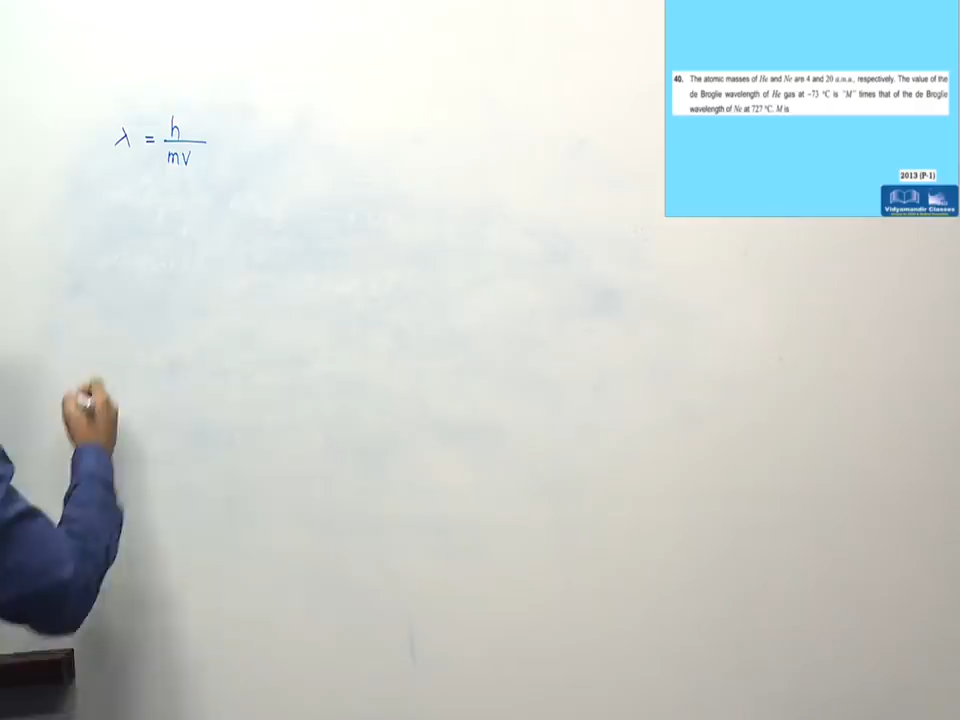 40. The atomic masses of He and Ne are 4 and 20 a.m.u., respectively. The value of the
de Broglie wavelength of He gas at –73 °C is "M" times that of the de Broglie
wavelength of Ne at 727 °C. M is
2013 (P-1)
Vidyamandir Classes
λ = h
mv